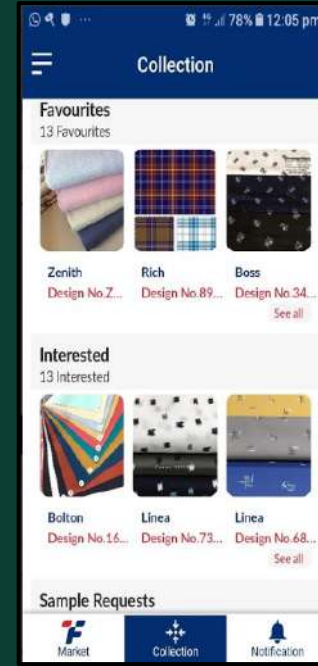 78% 12:05 pm
Collection
Favourites
13 Favourites
Zenith Rich Boss
Design No.Z... Design No.89... Design No.34...
See all
Interested
13 Interested
Bolton Linea Linea
Design No.16... Design No.73... Design No.68...
See all
Sample Requests
Market Collection Notification